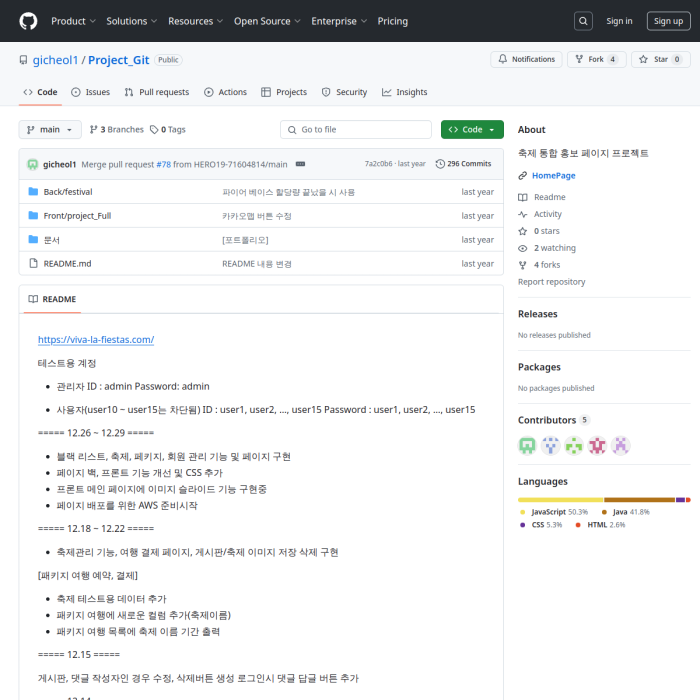 Product Solutions Resources Open Source Enterprise Pricing Sign in Sign up
gicheol1 / Project_Git Public Notifications Fork 4 Star 0
Code Issues Pull requests Actions Projects Security Insights
main 3 Branches 0 Tags Go to file Code
gicheol1 Merge pull request #78 from HERO19-71604814/main 7a2c0b6 · last year 296 Commits
Back/festival 파이어 베이스 할당량 끝났을 시 사용 last year
Front/project_Full 카카오맵 버튼 수정 last year
문서 [포트폴리오] last year
README.md README 내용 변경 last year
README
https://viva-la-fiestas.com/
테스트용 계정
관리자 ID : admin Password: admin
사용자(user10 ~ user15는 차단됨) ID : user1, user2, ..., user15 Password : user1, user2, ..., user15
===== 12.26 ~ 12.29 =====
블랙 리스트, 축제, 페키지, 회원 관리 기능 및 페이지 구현
페이지 백, 프론트 기능 개선 및 CSS 추가
프론트 메인 페이지에 이미지 슬라이드 기능 구현중
페이지 배포를 위한 AWS 준비시작
===== 12.18 ~ 12.22 =====
축제관리 기능, 여행 결제 페이지, 게시판/축제 이미지 저장 삭제 구현
[패키지 여행 예약, 결제]
축제 테스트용 데이터 추가
패키지 여행에 새로운 컬럼 추가(축제이름)
패키지 여행 목록에 축제 이름 기간 출력
===== 12.15 =====
게시판, 댓글 작성자인 경우 수정, 삭제버튼 생성 로그인시 댓글 답글 버튼 추가
About
축제 통합 홍보 페이지 프로젝트
HomePage
Readme
Activity
0 stars
2 watching
4 forks
Report repository
Releases
No releases published
Packages
No packages published
Contributors 5
Languages
JavaScript 50.3% Java 41.8%
CSS 5.3% HTML 2.6%